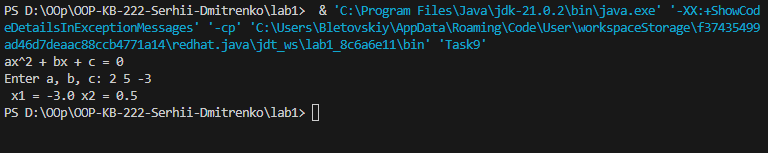 PS D:\OOp\OOP-KB-222-Serhii-Dmitrenko\lab1>  & 'C:\Program Files\Java\jdk-21.0.2\bin\java.exe' '-XX:+ShowCod
eDetailsInExceptionMessages' '-cp' 'C:\Users\Bletovskiy\AppData\Roaming\Code\User\workspaceStorage\f37435499
ad46d7deaac88ccb4771a14\redhat.java\jdt_ws\lab1_8c6a6e11\bin' 'Task9'
ax^2 + bx + c = 0
Enter a, b, c: 2 5 -3
 x1 = -3.0 x2 = 0.5
PS D:\OOp\OOP-KB-222-Serhii-Dmitrenko\lab1>